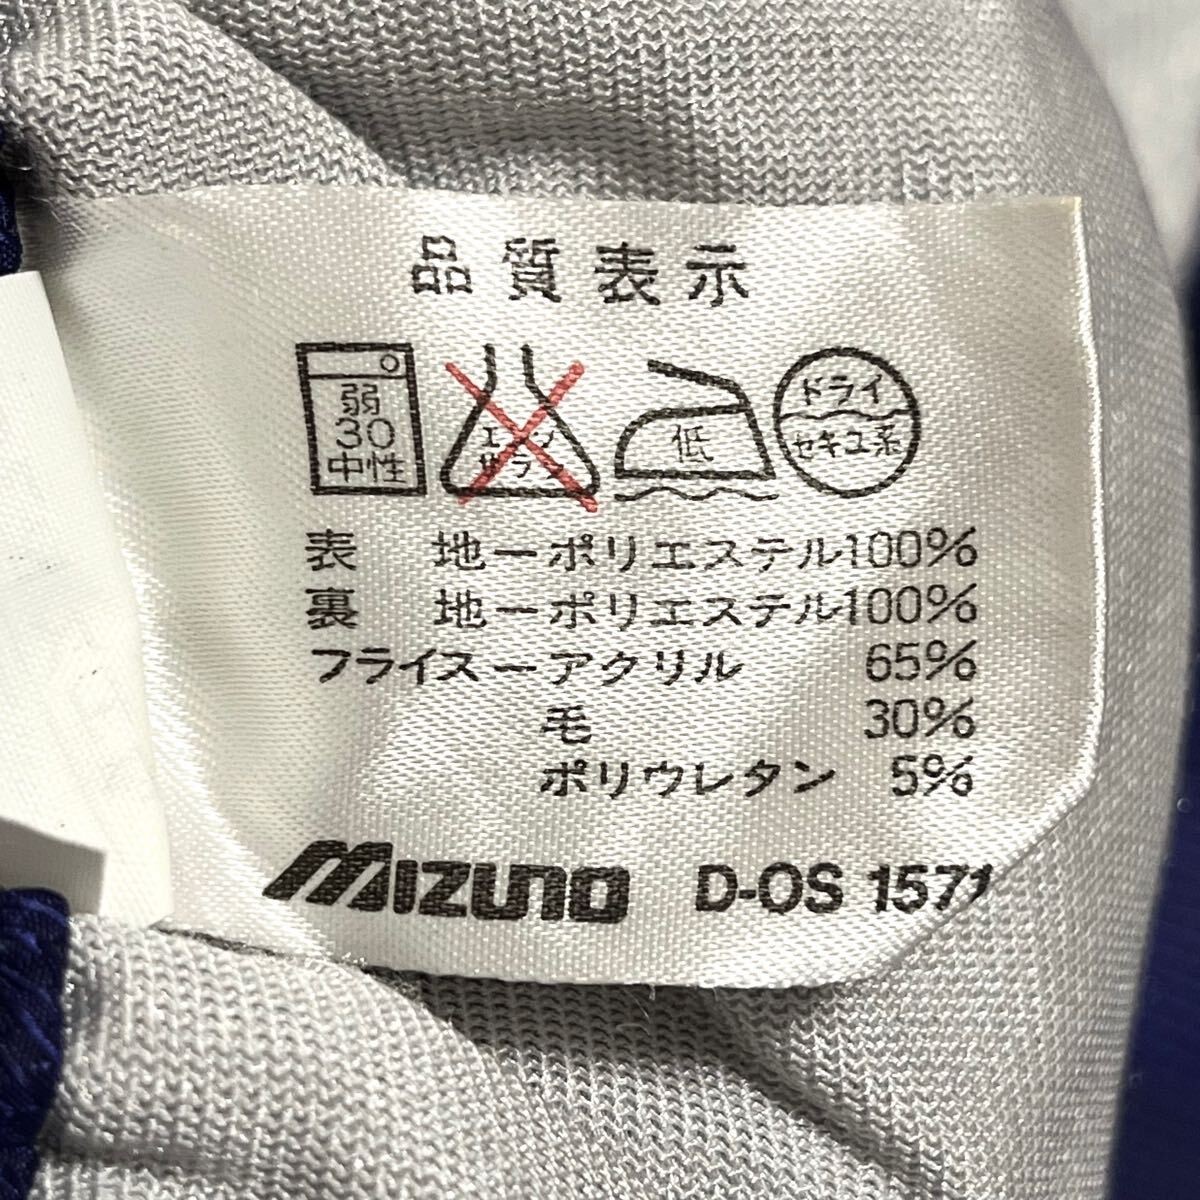 品質表示
弱
30
中性
エンソ
サラシ
低
ドライ
セキユ系
表 地ーポリエステル100%
裏 地ーポリエステル100%
フライスーアクリル 65%
毛 30%
ポリウレタン 5%
MIZUNO D-OS 1571